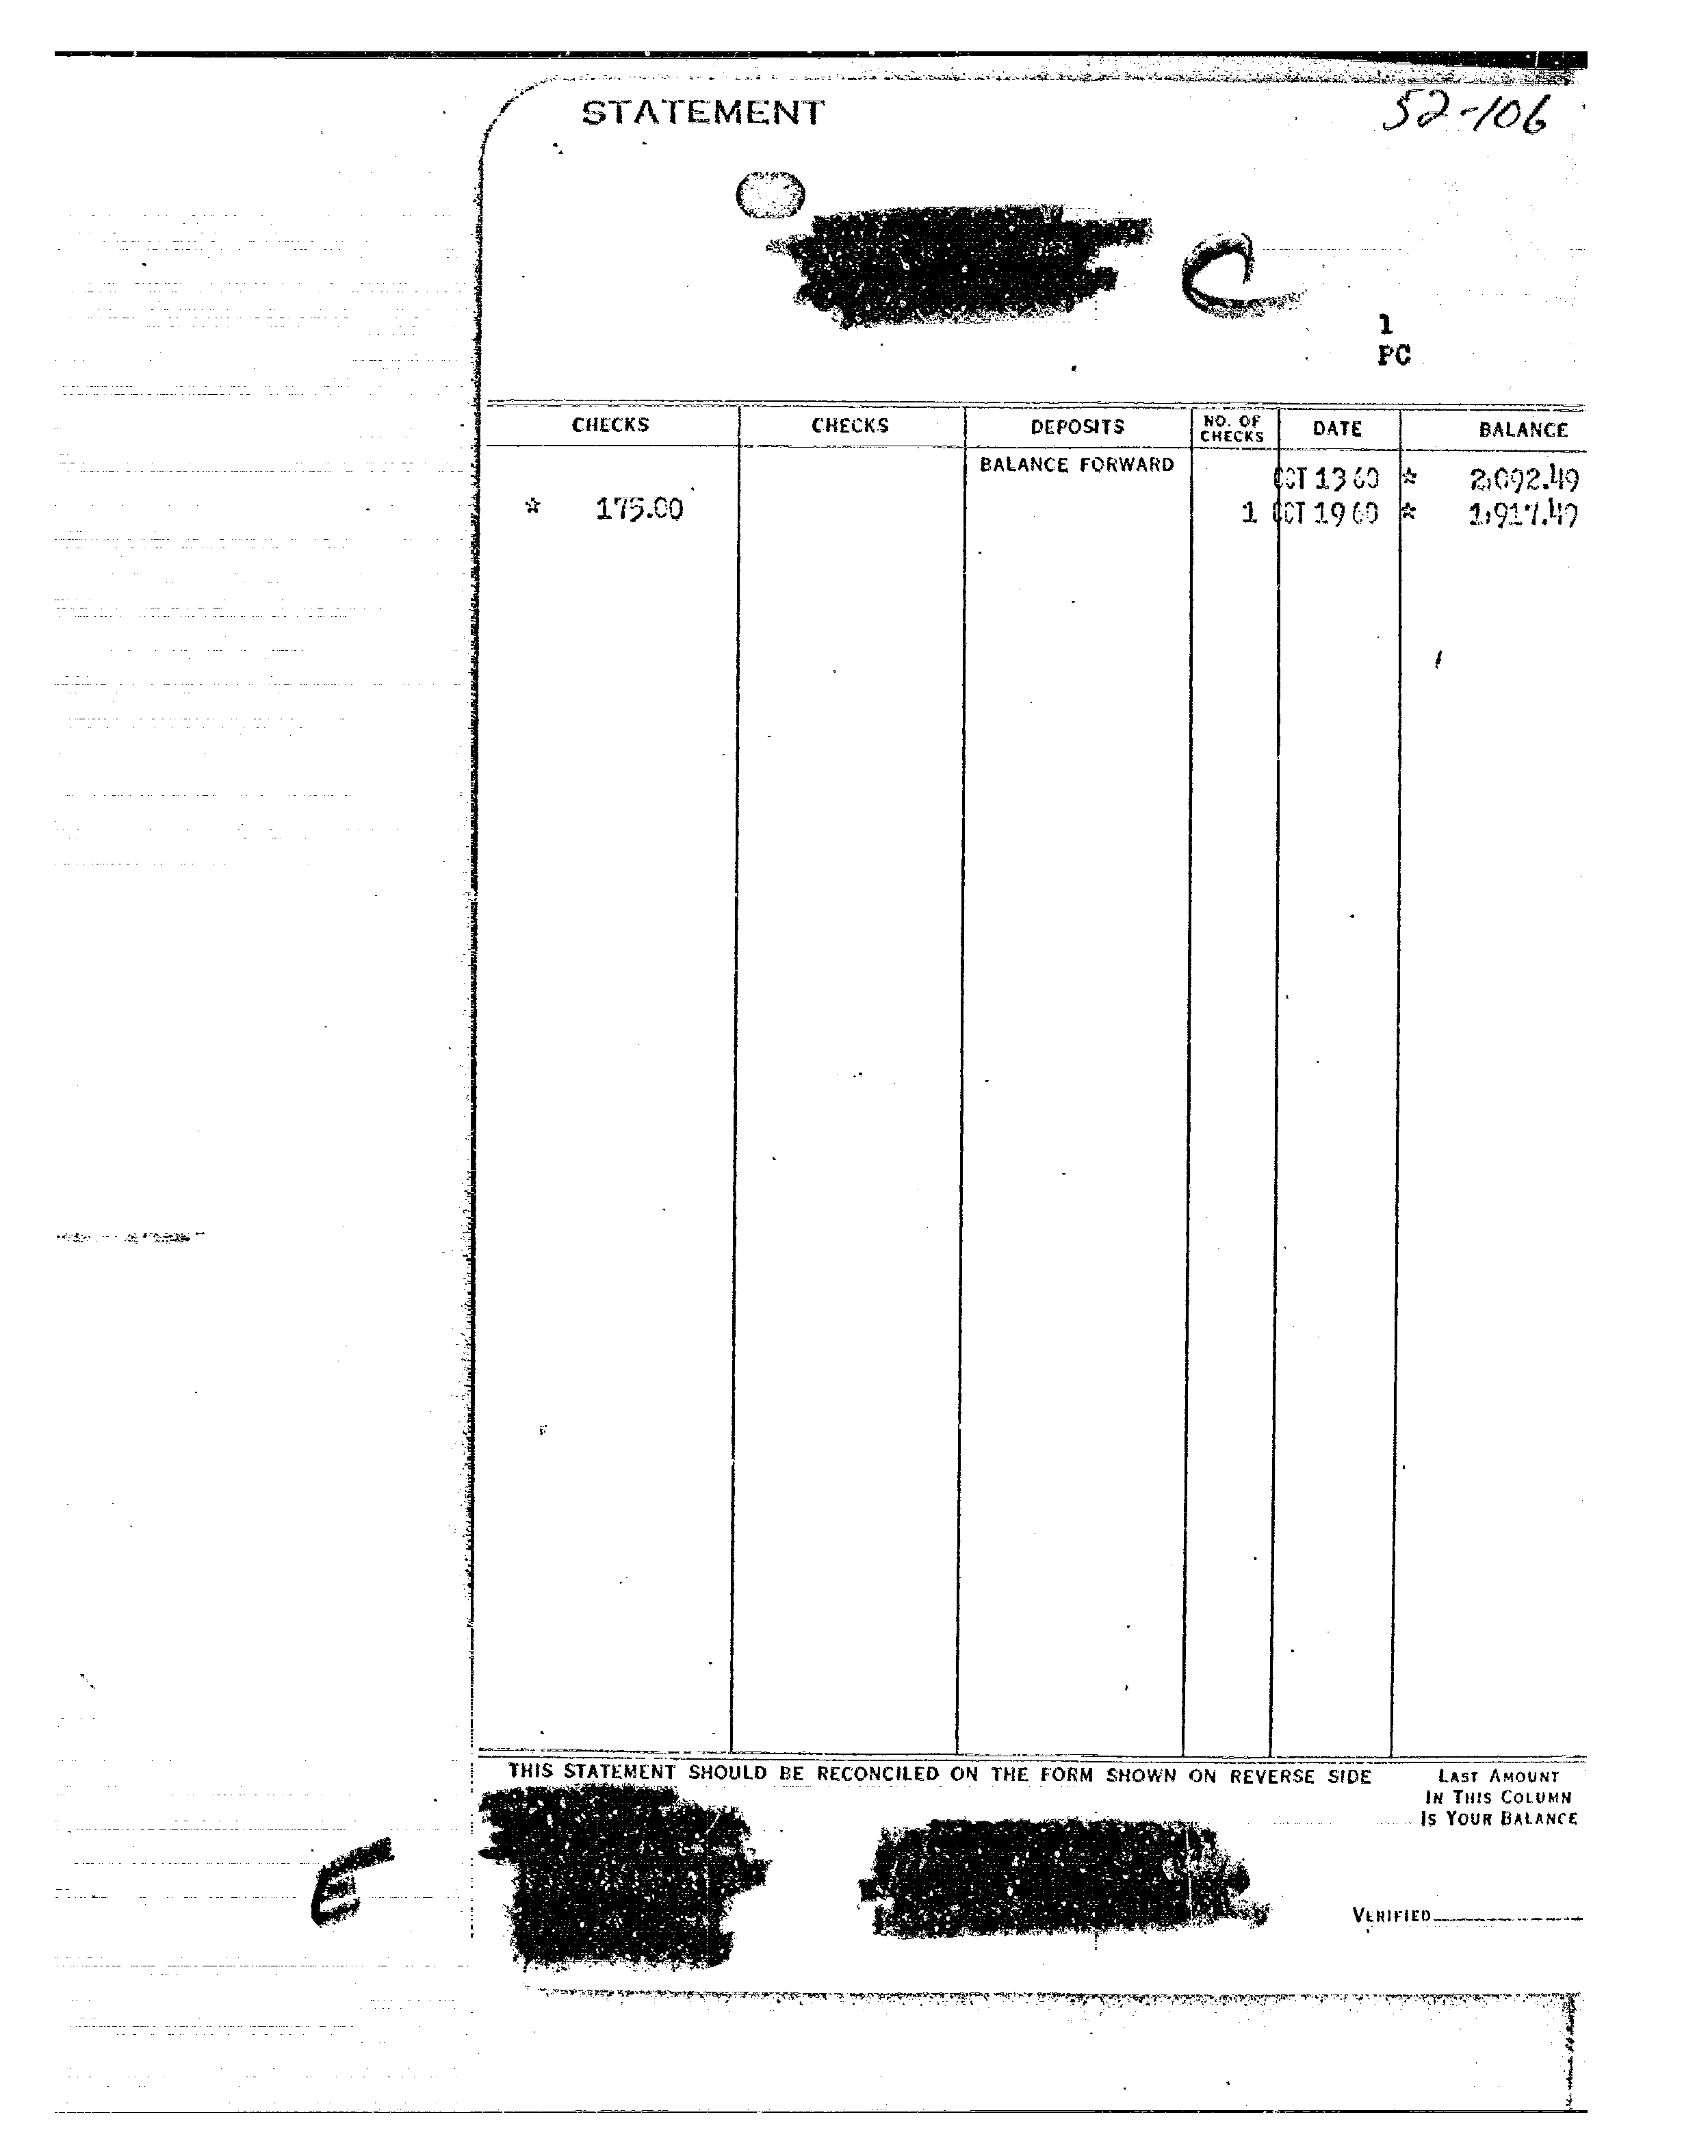 STATEMENT
52-106
C
1
PC
CHECKS CHECKS DEPOSITS NO. OF CHECKS DATE BALANCE
BALANCE FORWARD OCT 13 60 * 2,092.49
* 175.00 1 OCT 19 60 * 1,917.49
THIS STATEMENT SHOULD BE RECONCILED ON THE FORM SHOWN ON REVERSE SIDE
LAST AMOUNT
IN THIS COLUMN
IS YOUR BALANCE
E
VERIFIED